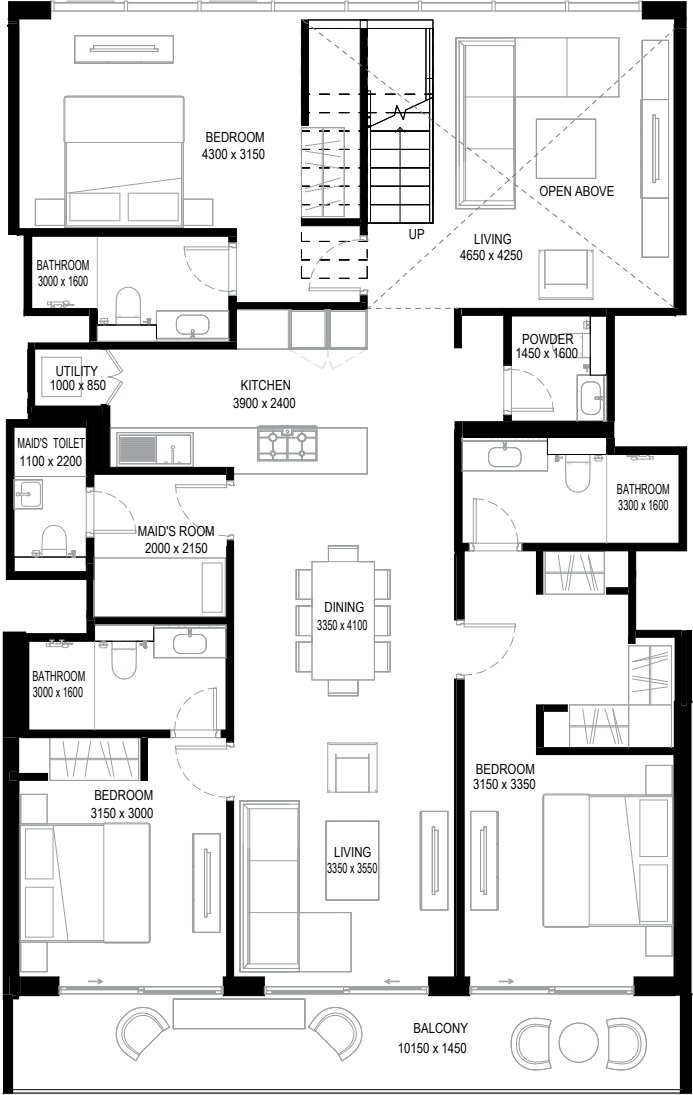 BEDROOM
4300 x 3150
OPEN ABOVE
UP
LIVING
4650 x 4250
BATHROOM
3000 x 1600
POWDER
1450 x 1600
UTILITY
1000 x 850
KITCHEN
3900 x 2400
MAID'S TOILET
1100 x 2200
BATHROOM
3300 x 1600
MAID'S ROOM
2000 x 2150
DINING
3350 x 4100
BATHROOM
3000 x 1600
BEDROOM
3150 x 3350
BEDROOM
3150 x 3000
LIVING
3350 x 3550
BALCONY
10150 x 1450